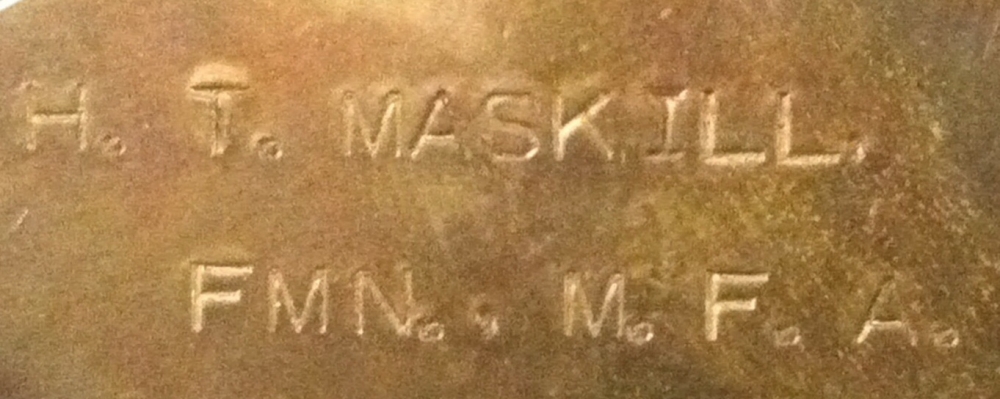 H. T. MASKILL.
FMN., M. F. A.